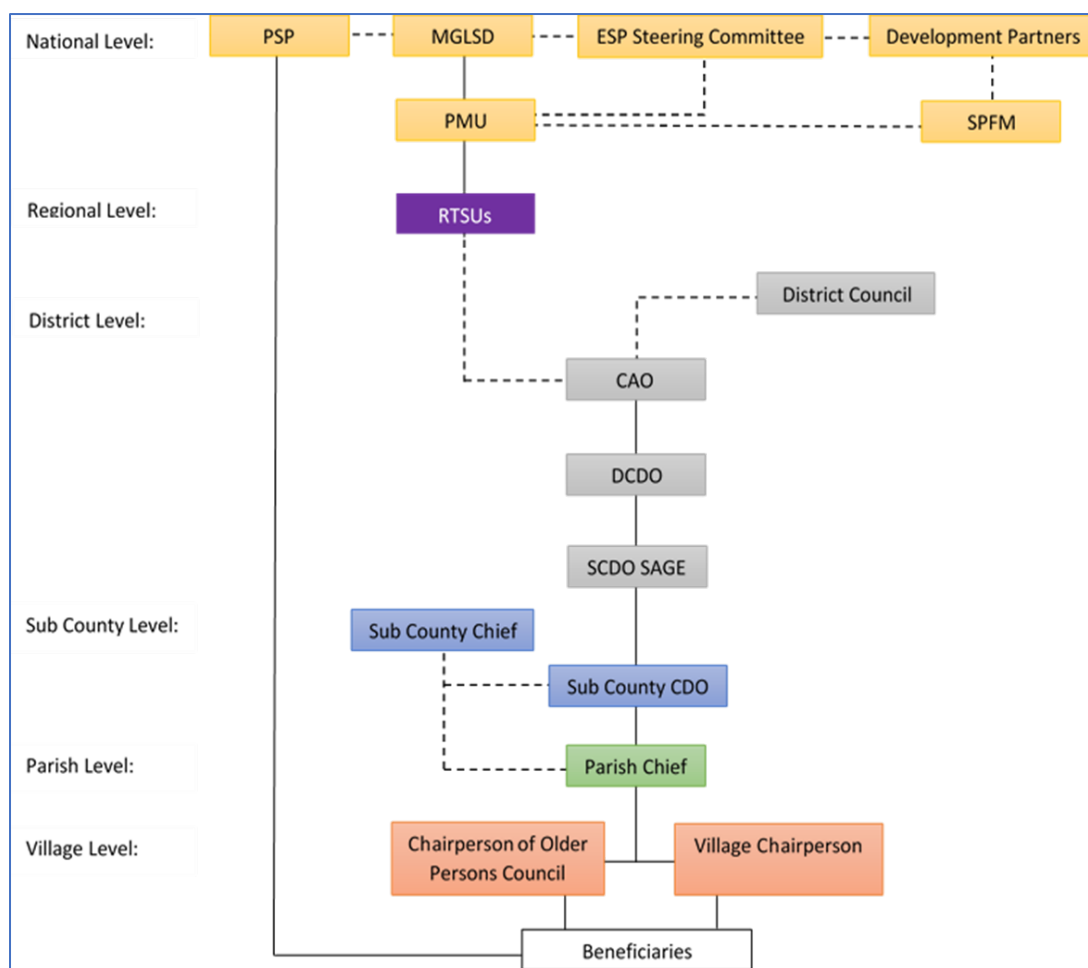 National Level:
PSP
MGLSD
ESP Steering Committee
Development Partners
PMU
SPFM
Regional Level:
RTSUs
District Council
District Level:
CAO
DCDO
SCDO SAGE
Sub County Level:
Sub County Chief
Sub County CDO
Parish Level:
Parish Chief
Village Level:
Chairperson of Older
Persons Council
Village Chairperson
Beneficiaries